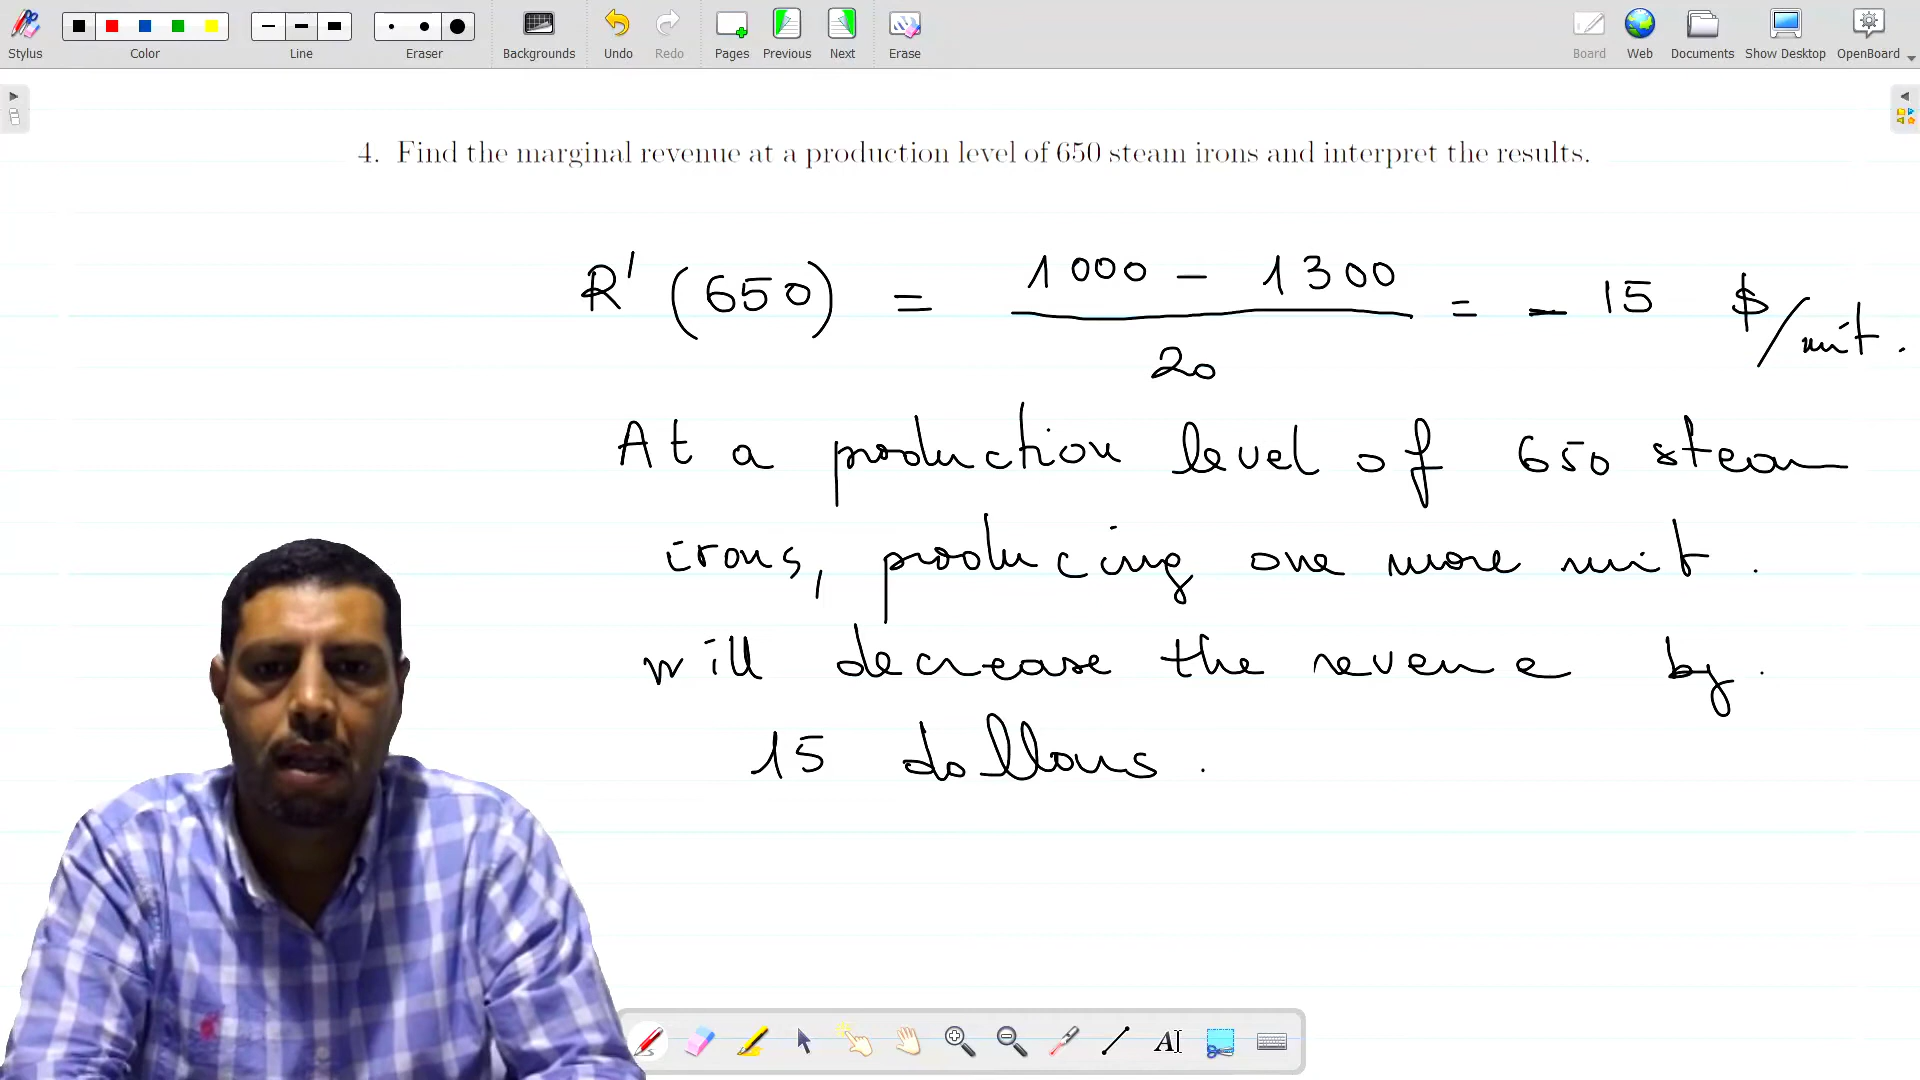 Stylus Color Line Eraser Backgrounds Undo Redo Pages Previous Next Erase Board Web Documents Show Desktop OpenBoard
4. Find the marginal revenue at a production level of 650 steam irons and interpret the results.
R'(650) = (1000 - 1300)/20 = -15 $/unit.
At a production level of 650 steam
irons, producing one more unit.
will decrease the revenue by.
15 dollars.
AI